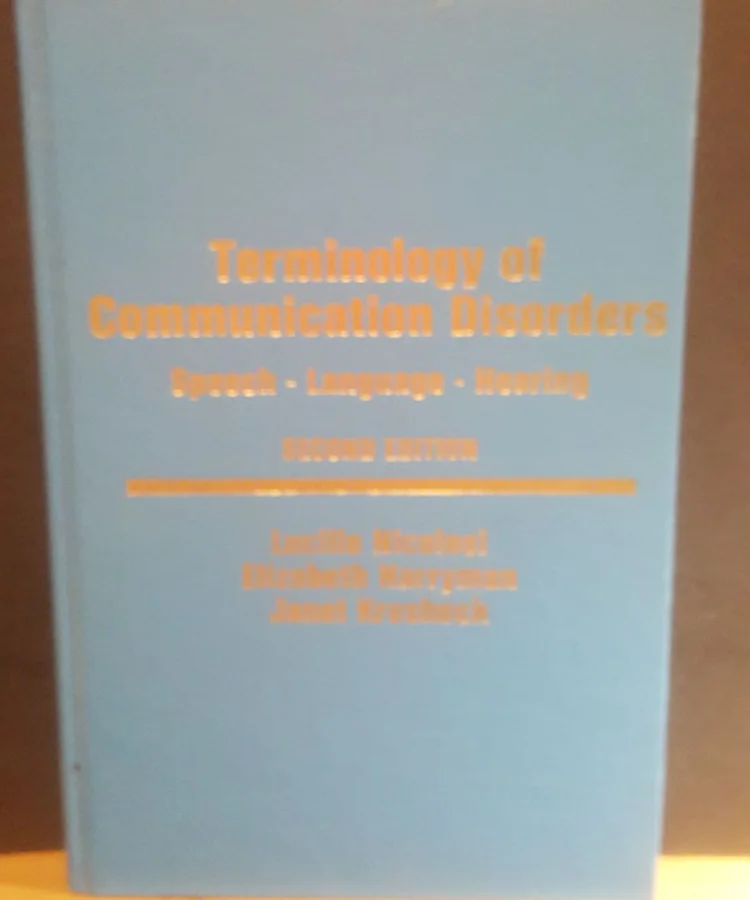 Terminology of
Communication Disorders
Speech • Language • Hearing
SECOND EDITION
Lucille Nicolosi
Elizabeth Harryman
Janet Kresheck